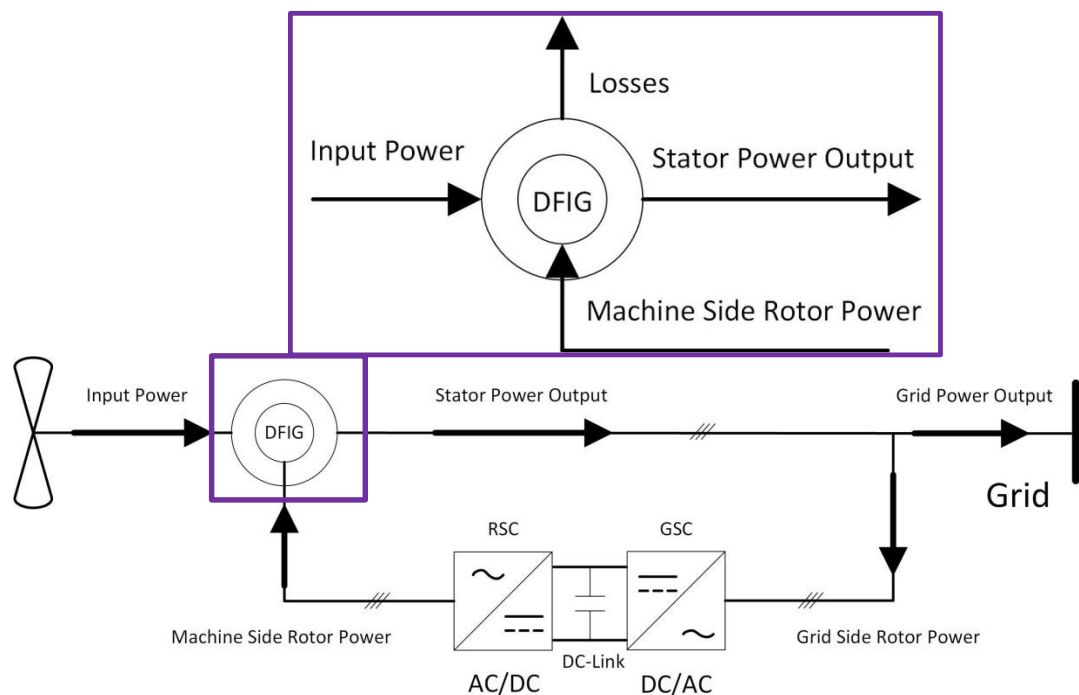 Losses
Input Power
Stator Power Output
DFIG
Machine Side Rotor Power
Input Power
Stator Power Output
Grid Power Output
DFIG
Grid
RSC
GSC
Machine Side Rotor Power
Grid Side Rotor Power
DC-Link
AC/DC
DC/AC